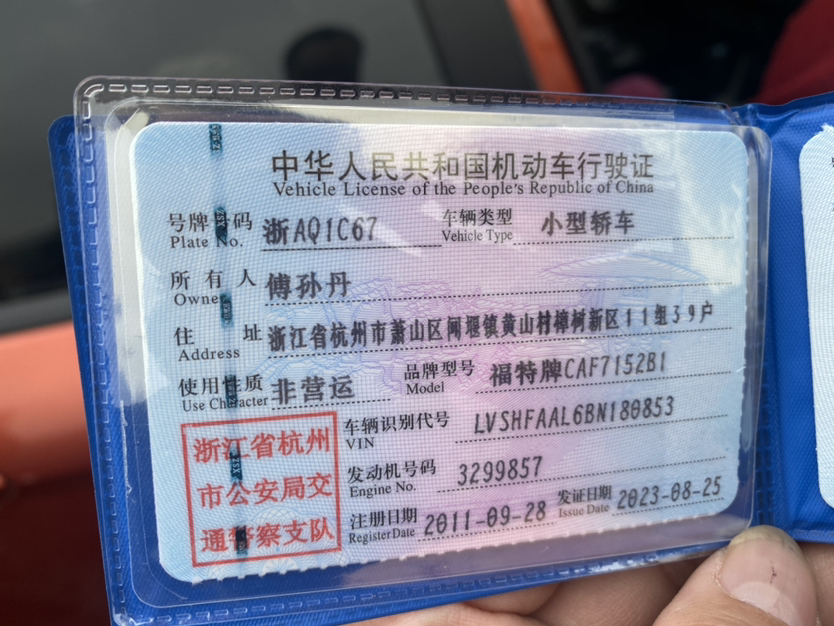 中华人民共和国机动车行驶证
Vehicle License of the People's Republic of China
号牌号码 浙AQ1C67 车辆类型 小型轿车
Plate No. Vehicle Type
所有人 傅孙丹
Owner
住址 浙江省杭州市萧山区闻堰镇黄山村樟树新区11组39户
Address
使用性质 非营运 品牌型号 福特牌CAF7152B1
Use Character Model
车辆识别代号 LVSHFAAL6BN180853
VIN
发动机号码 3299857
Engine No.
注册日期 2011-09-28 发证日期 2023-08-25
Register Date Issue Date
浙江省杭州
市公安局交
通警察支队